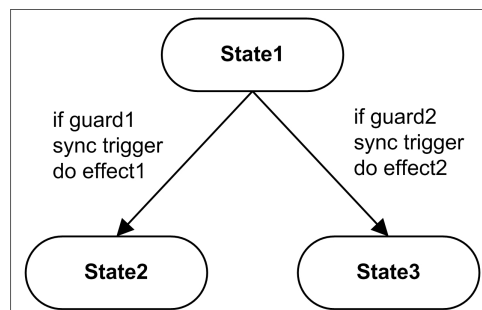 State1
if guard1
sync trigger
do effect1
if guard2
sync trigger
do effect2
State2
State3